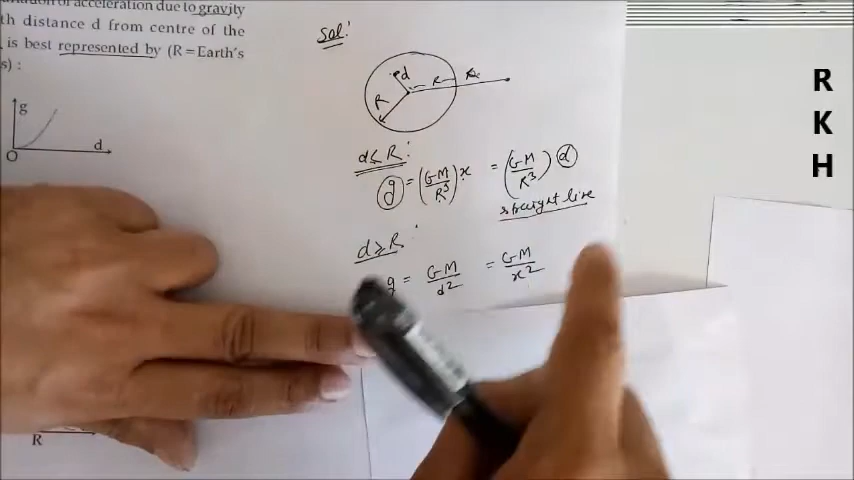 of acceleration due to gravity
th distance d from centre of the
is best represented by (R=Earth's
s) :
g
O
d
R
Sol:
d
R
R
d ≤ R :
g = (GM/R³) x = (GM/R³) d
straight line
d ≥ R :
g = GM/d² = GM/x²
R
K
H